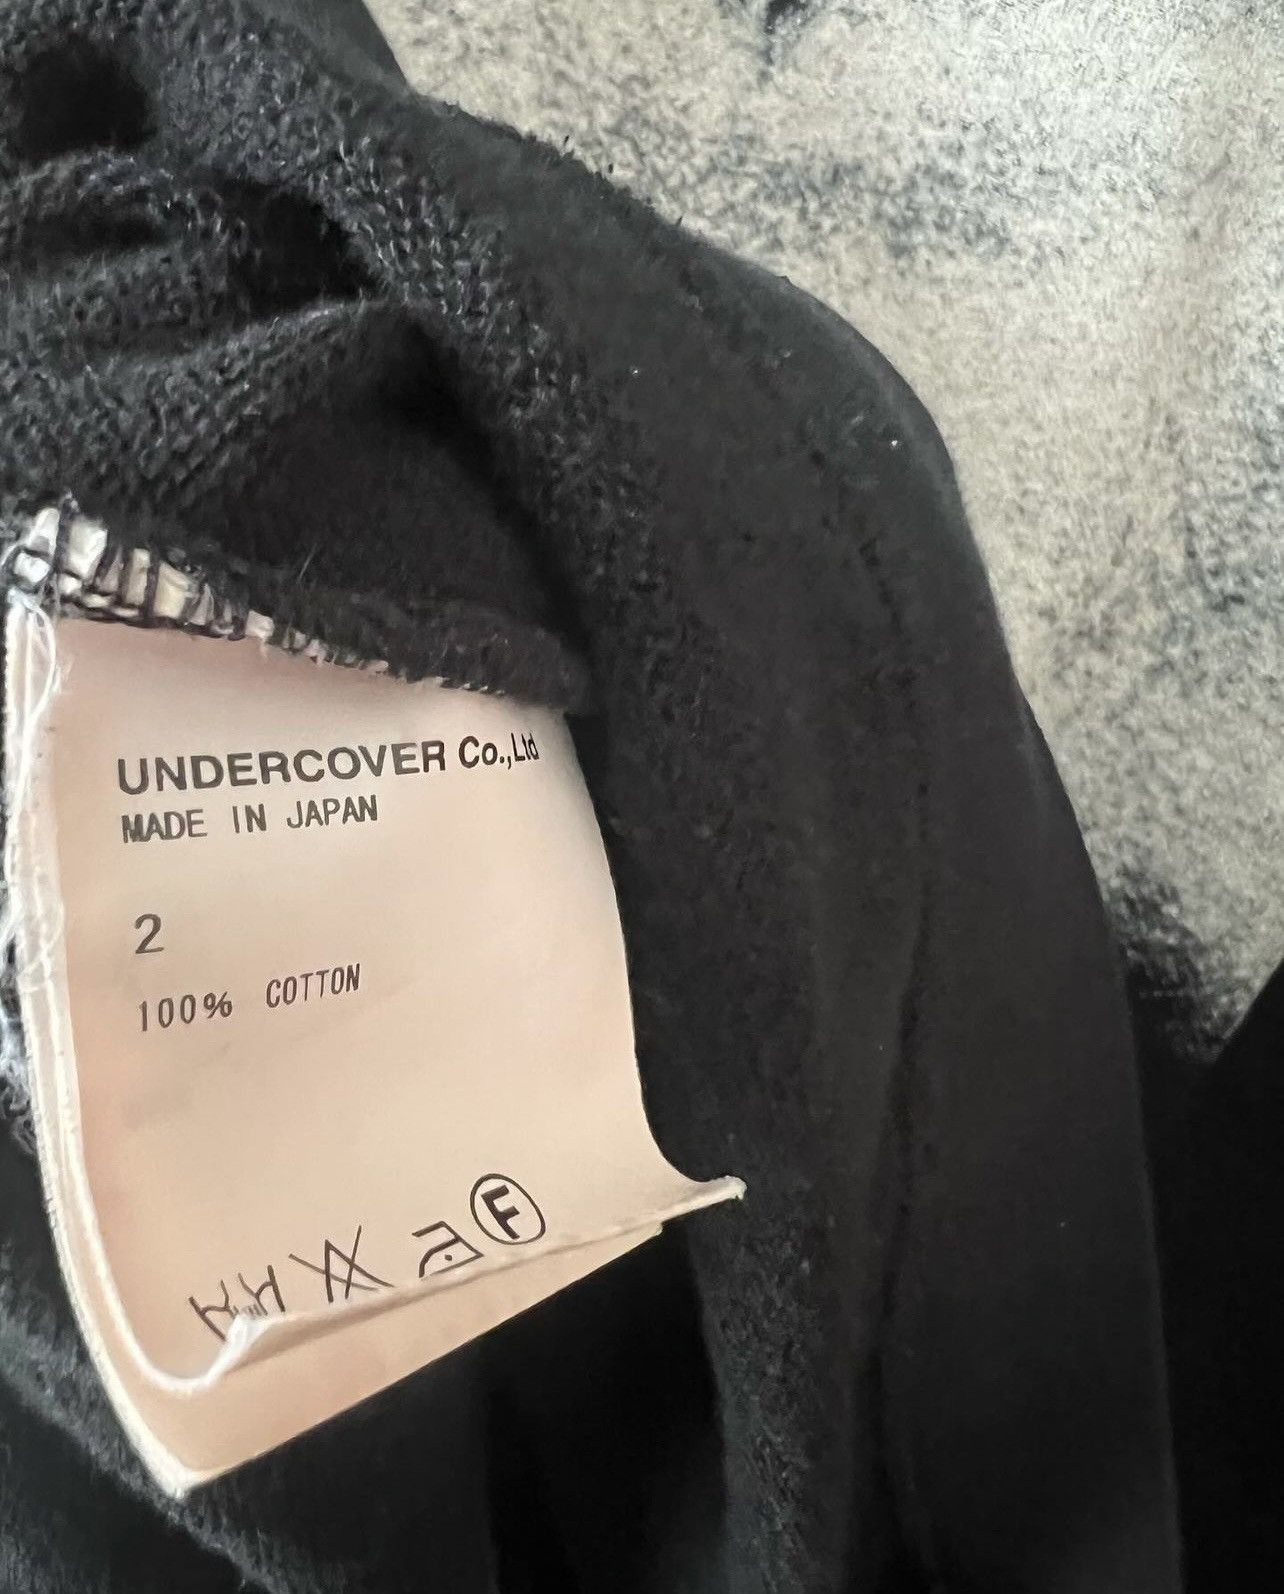 UNDERCOVER Co.,Ltd
MADE IN JAPAN
2
100% COTTON
F